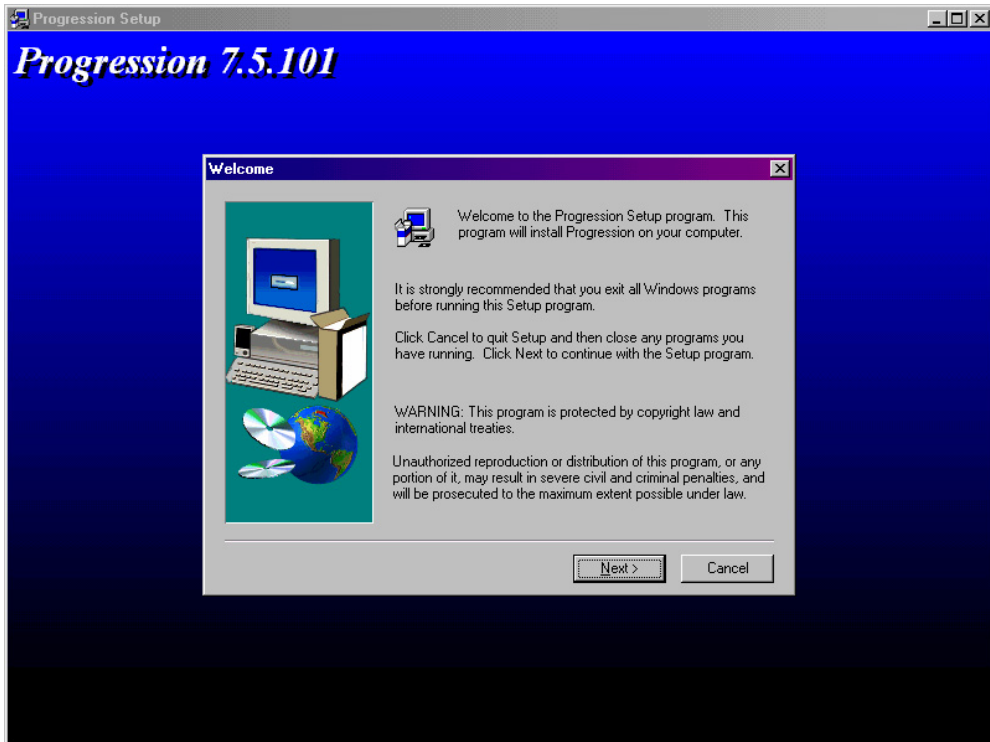 Progression Setup
Progression 7.5.101
Welcome
Welcome to the Progression Setup program. This
program will install Progression on your computer.
It is strongly recommended that you exit all Windows programs
before running this Setup program.
Click Cancel to quit Setup and then close any programs you
have running. Click Next to continue with the Setup program.
WARNING: This program is protected by copyright law and
international treaties.
Unauthorized reproduction or distribution of this program, or any
portion of it, may result in severe civil and criminal penalties, and
will be prosecuted to the maximum extent possible under law.
Next >
Cancel